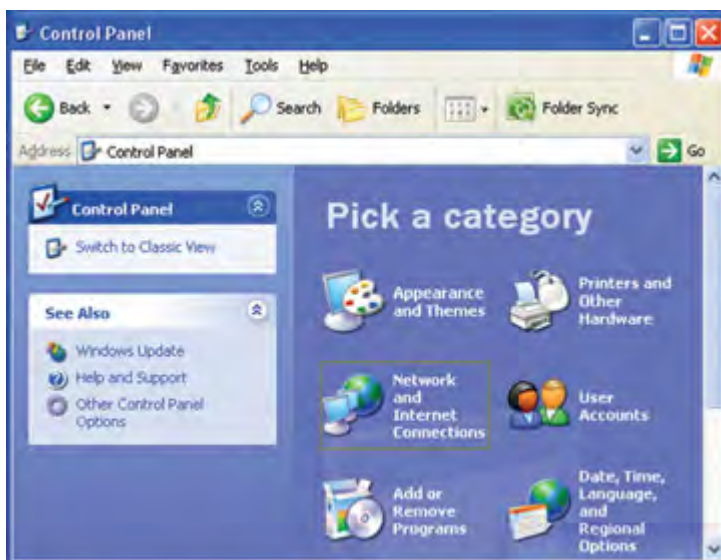 Control Panel
File Edit View Favorites Tools Help
Back Search Folders Folder Sync
Address Control Panel Go
Control Panel
Switch to Classic View
See Also
Windows Update
Help and Support
Other Control Panel
Options
Pick a category
Appearance
and Themes
Printers and
Other
Hardware
Network
and
Internet
Connections
User
Accounts
Add or
Remove
Programs
Date, Time,
Language,
and
Regional
Options